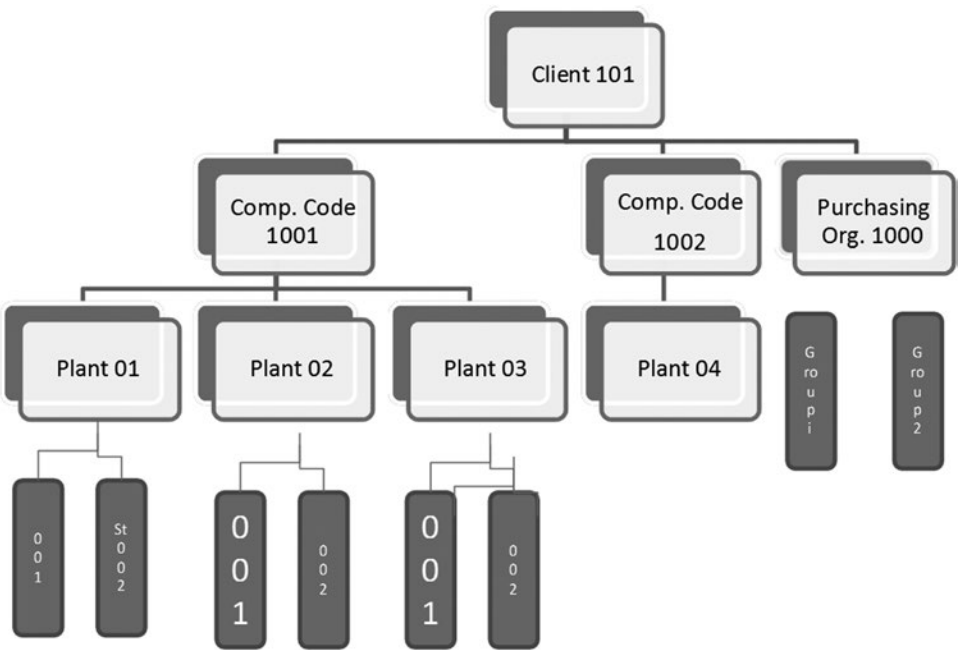 Client 101
Comp. Code
1001
Comp. Code
1002
Purchasing
Org. 1000
Plant 01
Plant 02
Plant 03
Plant 04
G
r
o
u
p
i
G
r
o
u
p
2
0
0
1
St
0
0
2
0
0
1
0
0
2
0
0
1
0
0
2